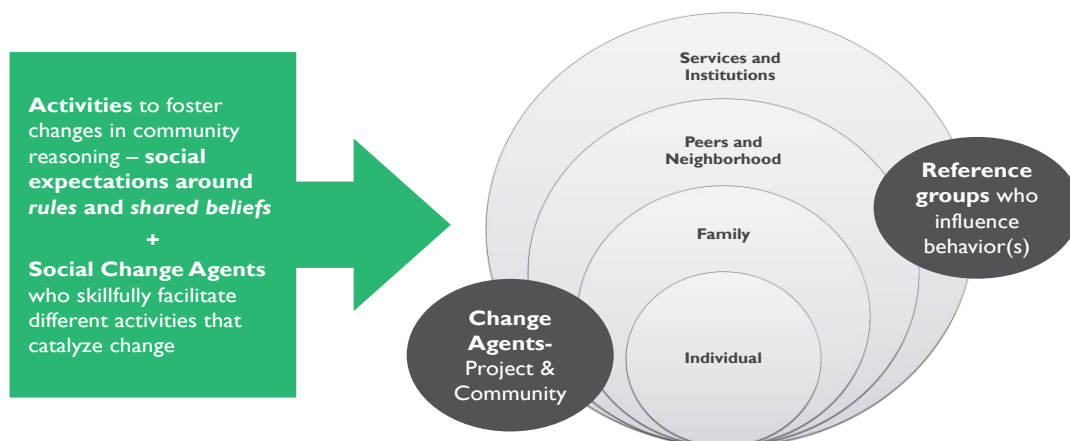 Activities to foster
changes in community
reasoning – social
expectations around
rules and shared beliefs
+
Social Change Agents
who skillfully facilitate
different activities that
catalyze change
Services and
Institutions
Peers and
Neighborhood
Family
Individual
Reference
groups who
influence
behavior(s)
Change
Agents-
Project &
Community